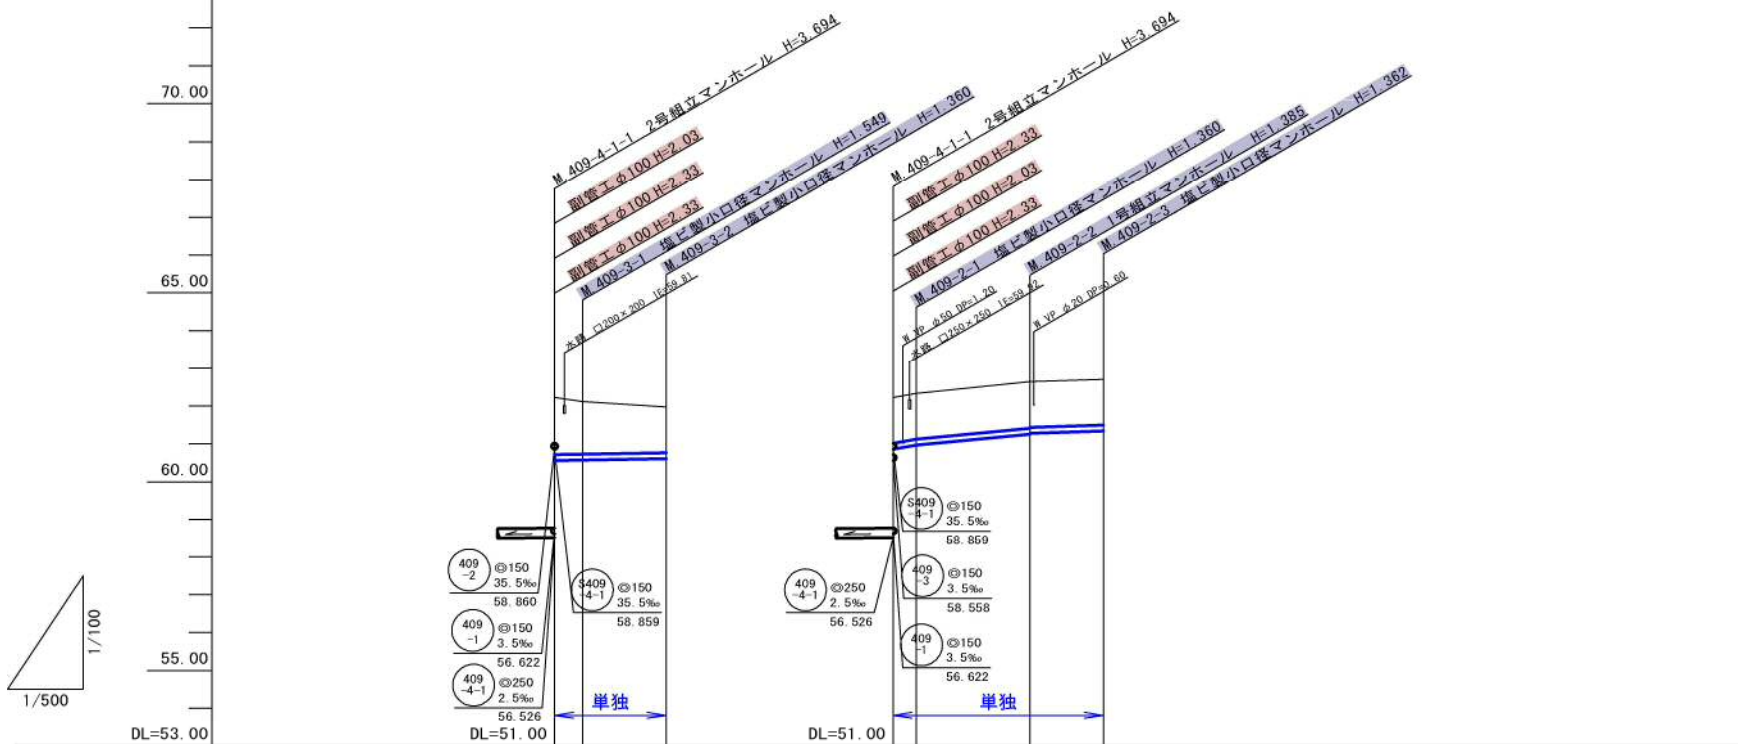 70.00
65.00
60.00
55.00
DL=53.00
1/100
1/500
M.409-4-1-1 2号組立マンホール H=3.694
副管工φ100 H=2.03
副管工φ100 H=2.33
副管工φ100 H=2.33
M.409-3-1 塩ビ製小口径マンホール H=1.549
M.409-3-2 塩ビ製小口径マンホール H=1.360
水路 □200×200 IE=59.81
409
-2
◎150
35.5‰
58.860
409
-1
◎150
3.5‰
56.622
409
-4-1
◎250
2.5‰
56.526
S409
-4-1
◎150
35.5‰
58.859
単独
DL=51.00
M.409-4-1-1 2号組立マンホール H=3.694
副管工φ100 H=2.33
副管工φ100 H=2.03
副管工φ100 H=2.33
M.409-2-1 塩ビ製小口径マンホール H=1.360
M.409-2-2 1号組立マンホール H=1.385
M.409-2-3 塩ビ製小口径マンホール H=1.362
W VP φ50 DP=1.20
水路 □250×250
W VP φ20 DP=0.60
409
-4-1
◎250
2.5‰
56.526
S409
-4-1
◎150
35.5‰
58.859
409
-3
◎150
3.5‰
58.558
409
-1
◎150
3.5‰
56.622
単独
DL=51.00